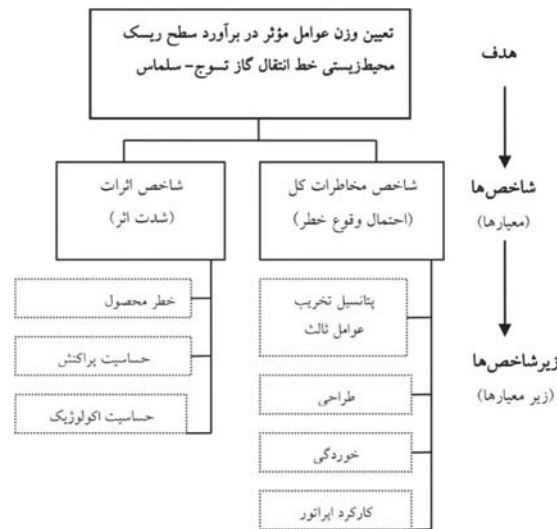 تعیین وزن عوامل مؤثر در برآورد سطح ریسک
محیط‌زیستی خط انتقال گاز تسوج- سلماس
هدف
شاخص مخاطرات کل
(احتمال وقوع خطر)
شاخص اثرات
(شدت اثر)
شاخص‌ها
(معیارها)
پتانسیل تخریب
عوامل ثالث
طراحی
خوردگی
کارکرد اپراتور
خطر محصول
حساسیت پراکنش
حساسیت اکولوژیک
زیرشاخص‌ها
(زیر معیارها)